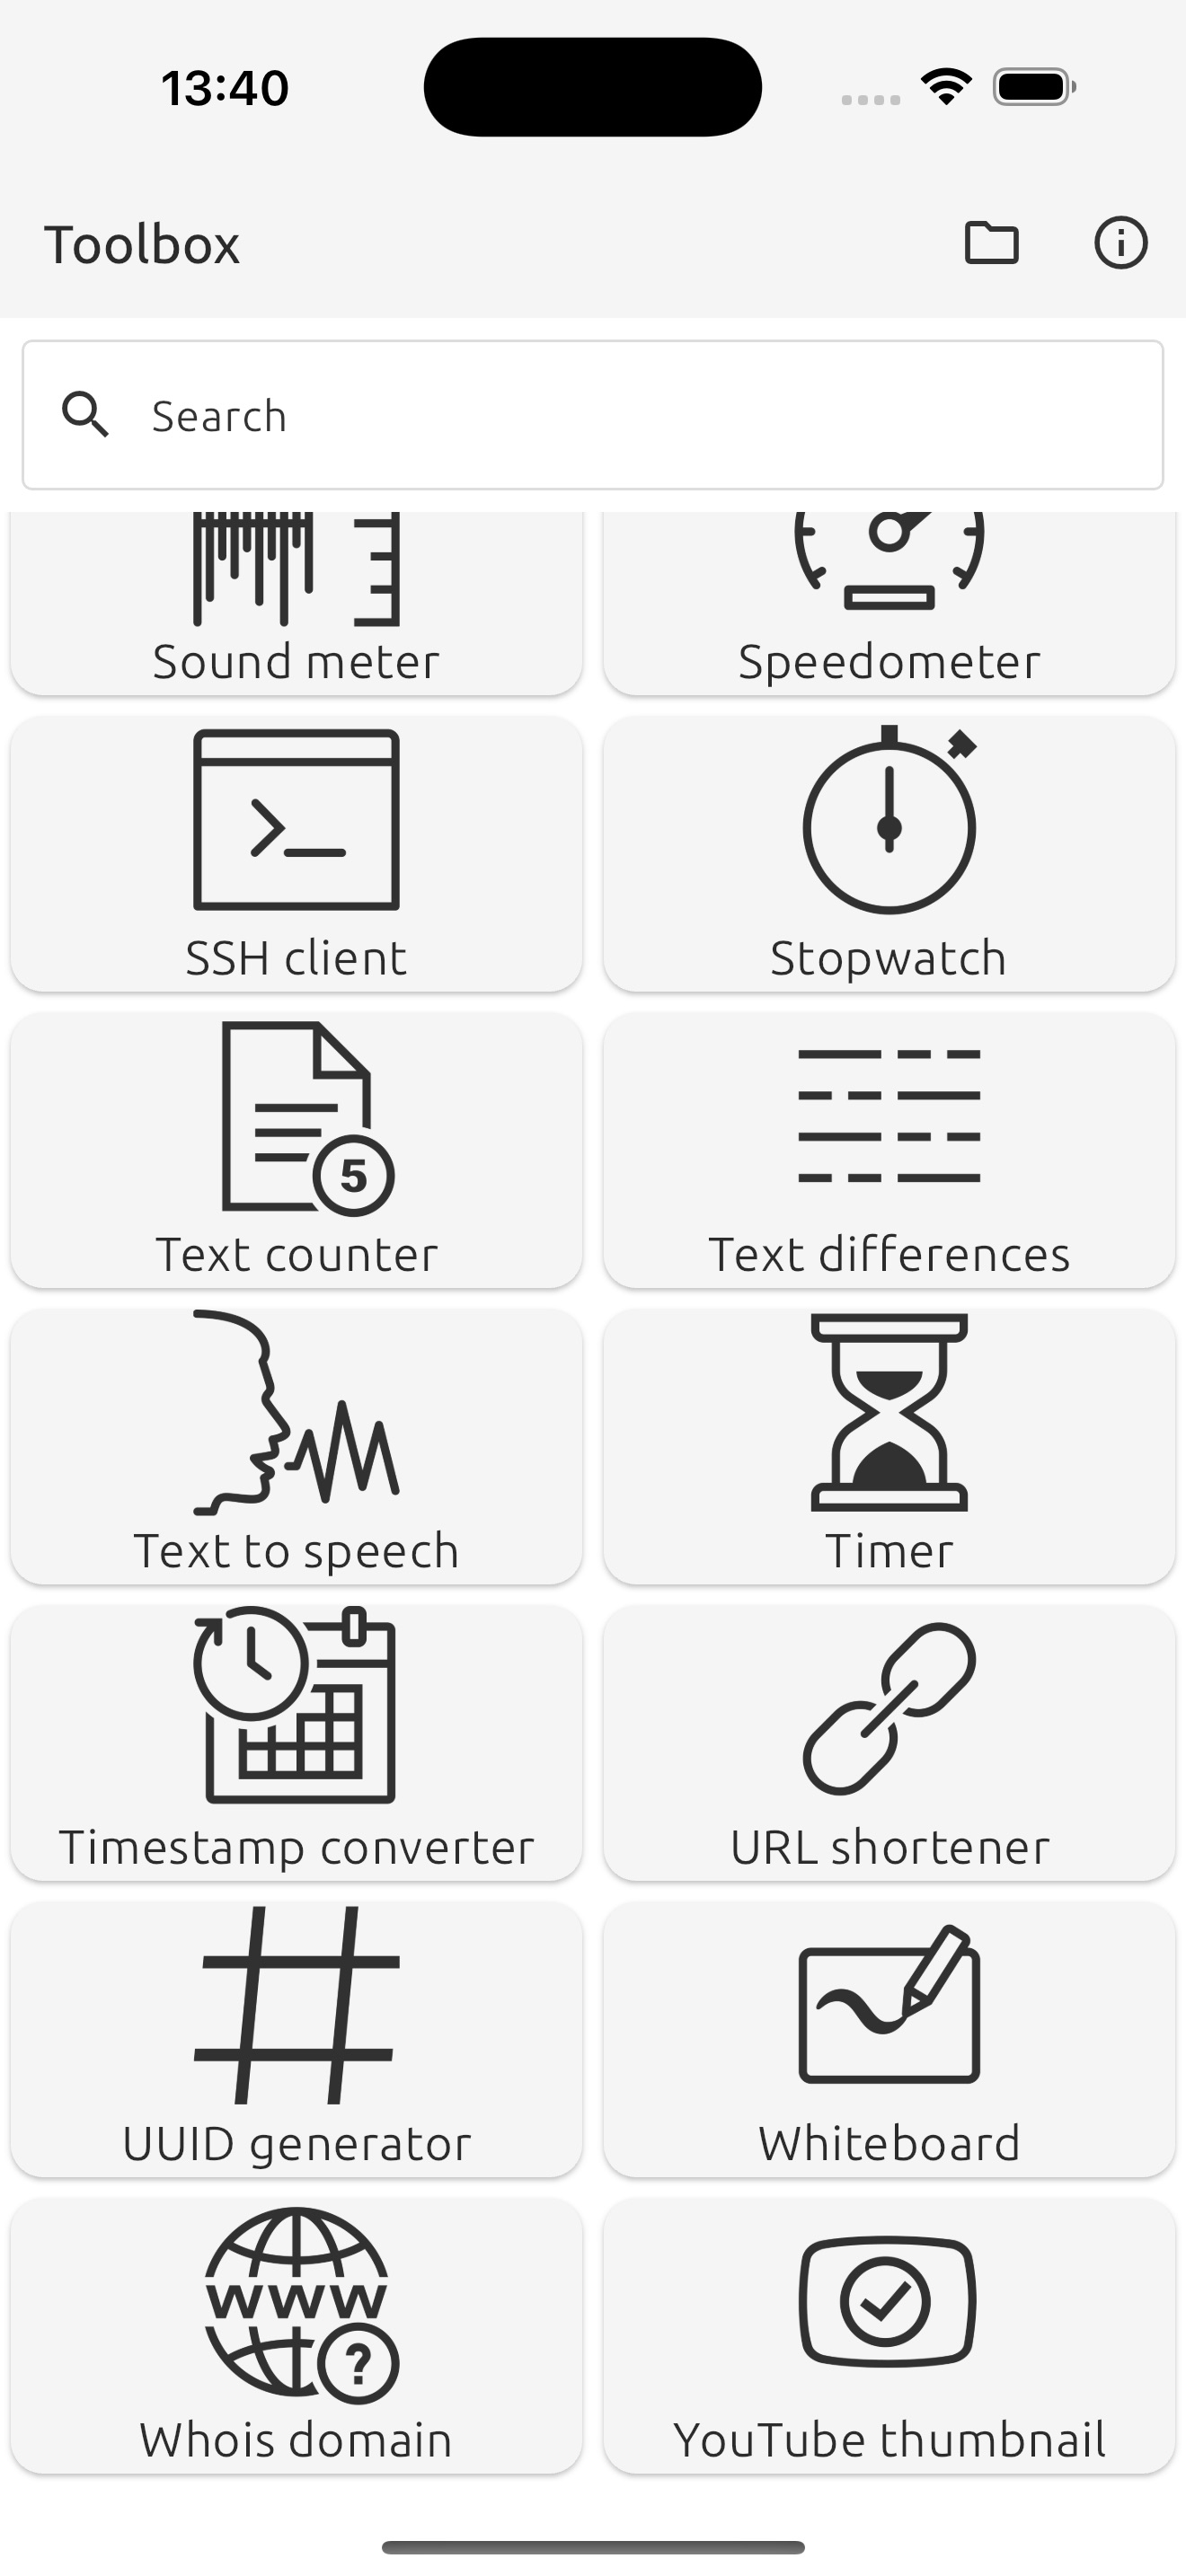 13:40
Toolbox
Search
Sound meter
Speedometer
SSH client
Stopwatch
5
Text counter
Text differences
Text to speech
Timer
Timestamp converter
URL shortener
UUID generator
Whiteboard
www
?
Whois domain
YouTube thumbnail